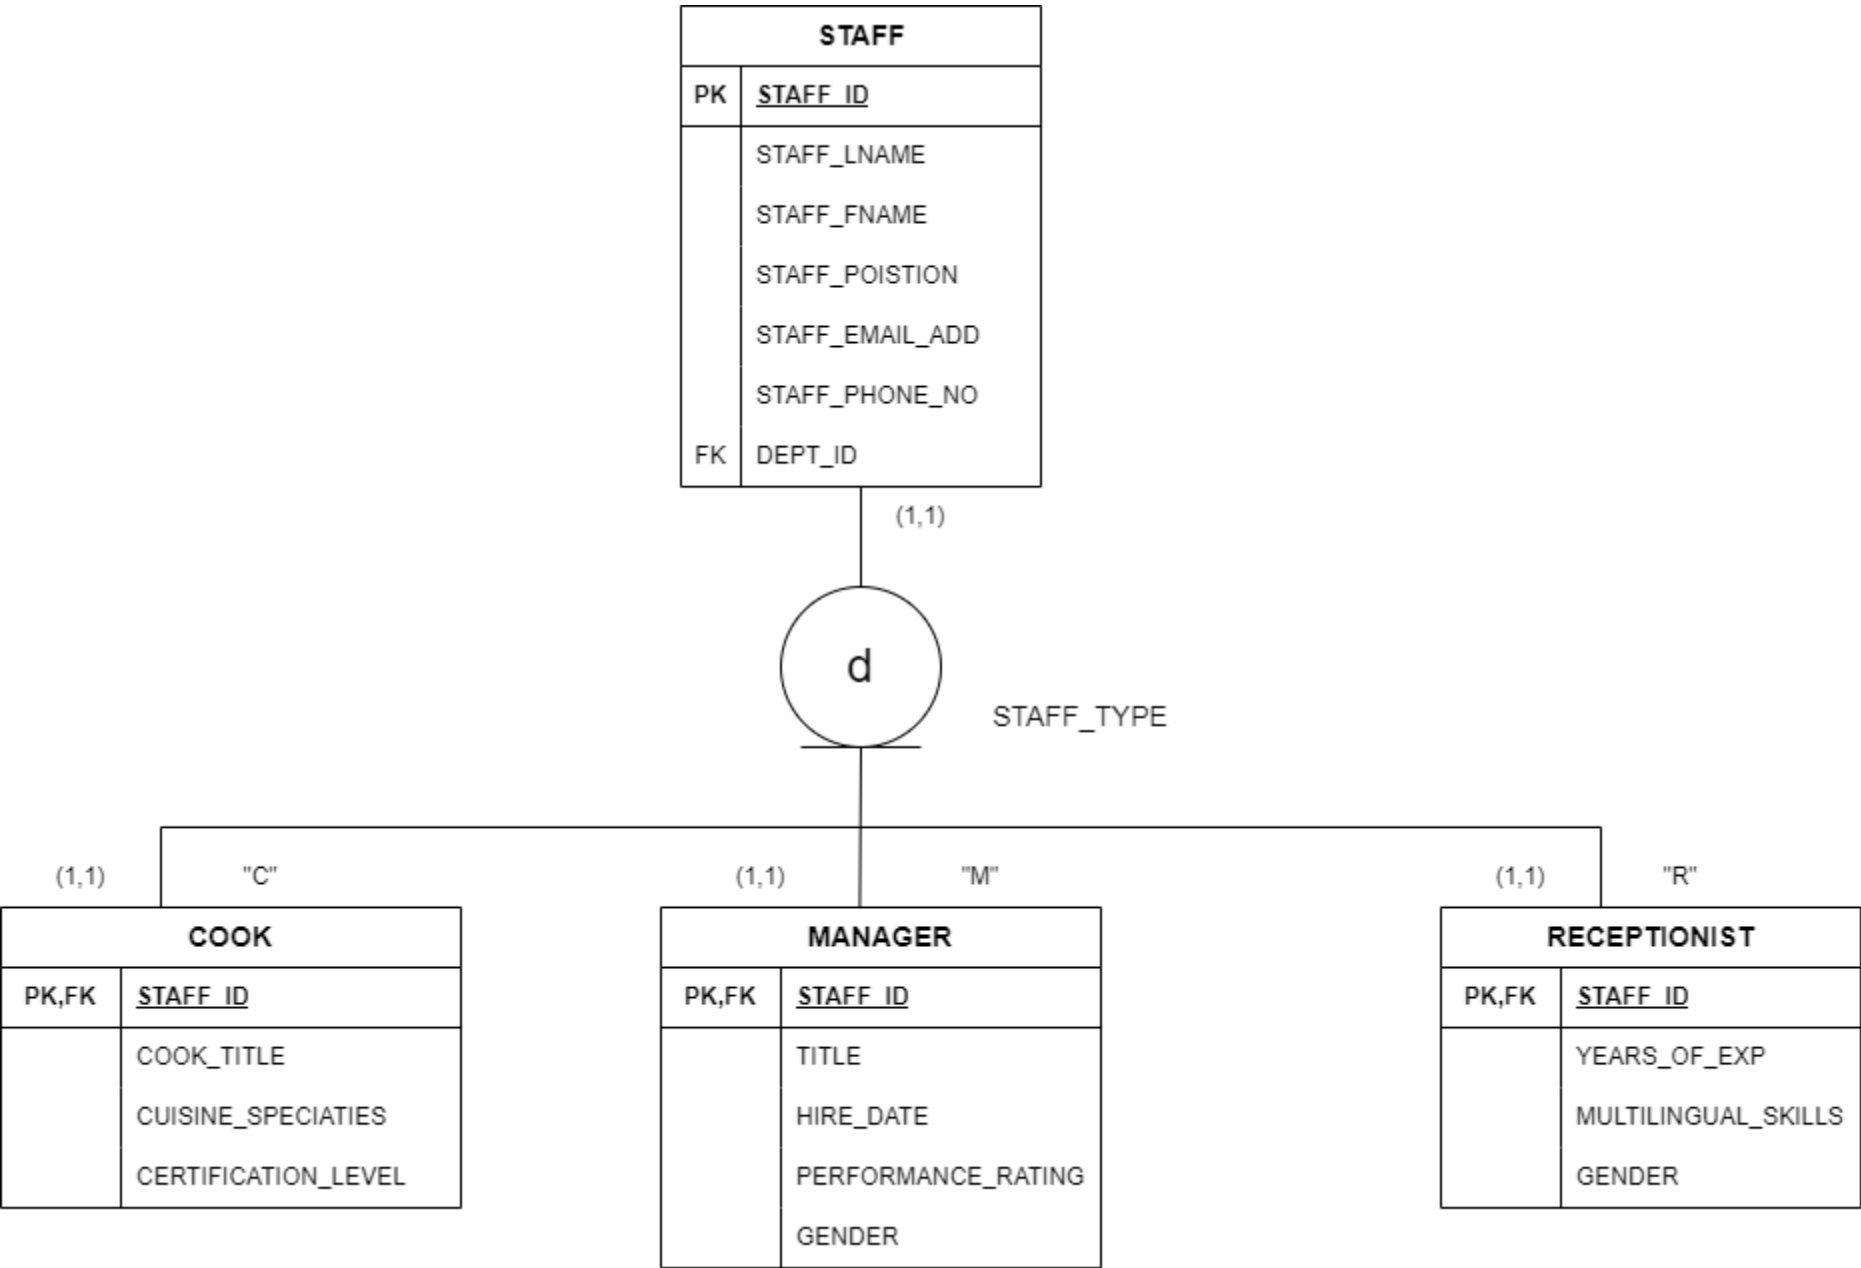 STAFF
PK STAFF_ID
STAFF_LNAME
STAFF_FNAME
STAFF_POISTION
STAFF_EMAIL_ADD
STAFF_PHONE_NO
FK DEPT_ID
(1,1)
d
STAFF_TYPE
(1,1) "C" (1,1) "M" (1,1) "R"
COOK
PK,FK STAFF_ID
COOK_TITLE
CUISINE_SPECIATIES
CERTIFICATION_LEVEL
MANAGER
PK,FK STAFF_ID
TITLE
HIRE_DATE
PERFORMANCE_RATING
GENDER
RECEPTIONIST
PK,FK STAFF_ID
YEARS_OF_EXP
MULTILINGUAL_SKILLS
GENDER